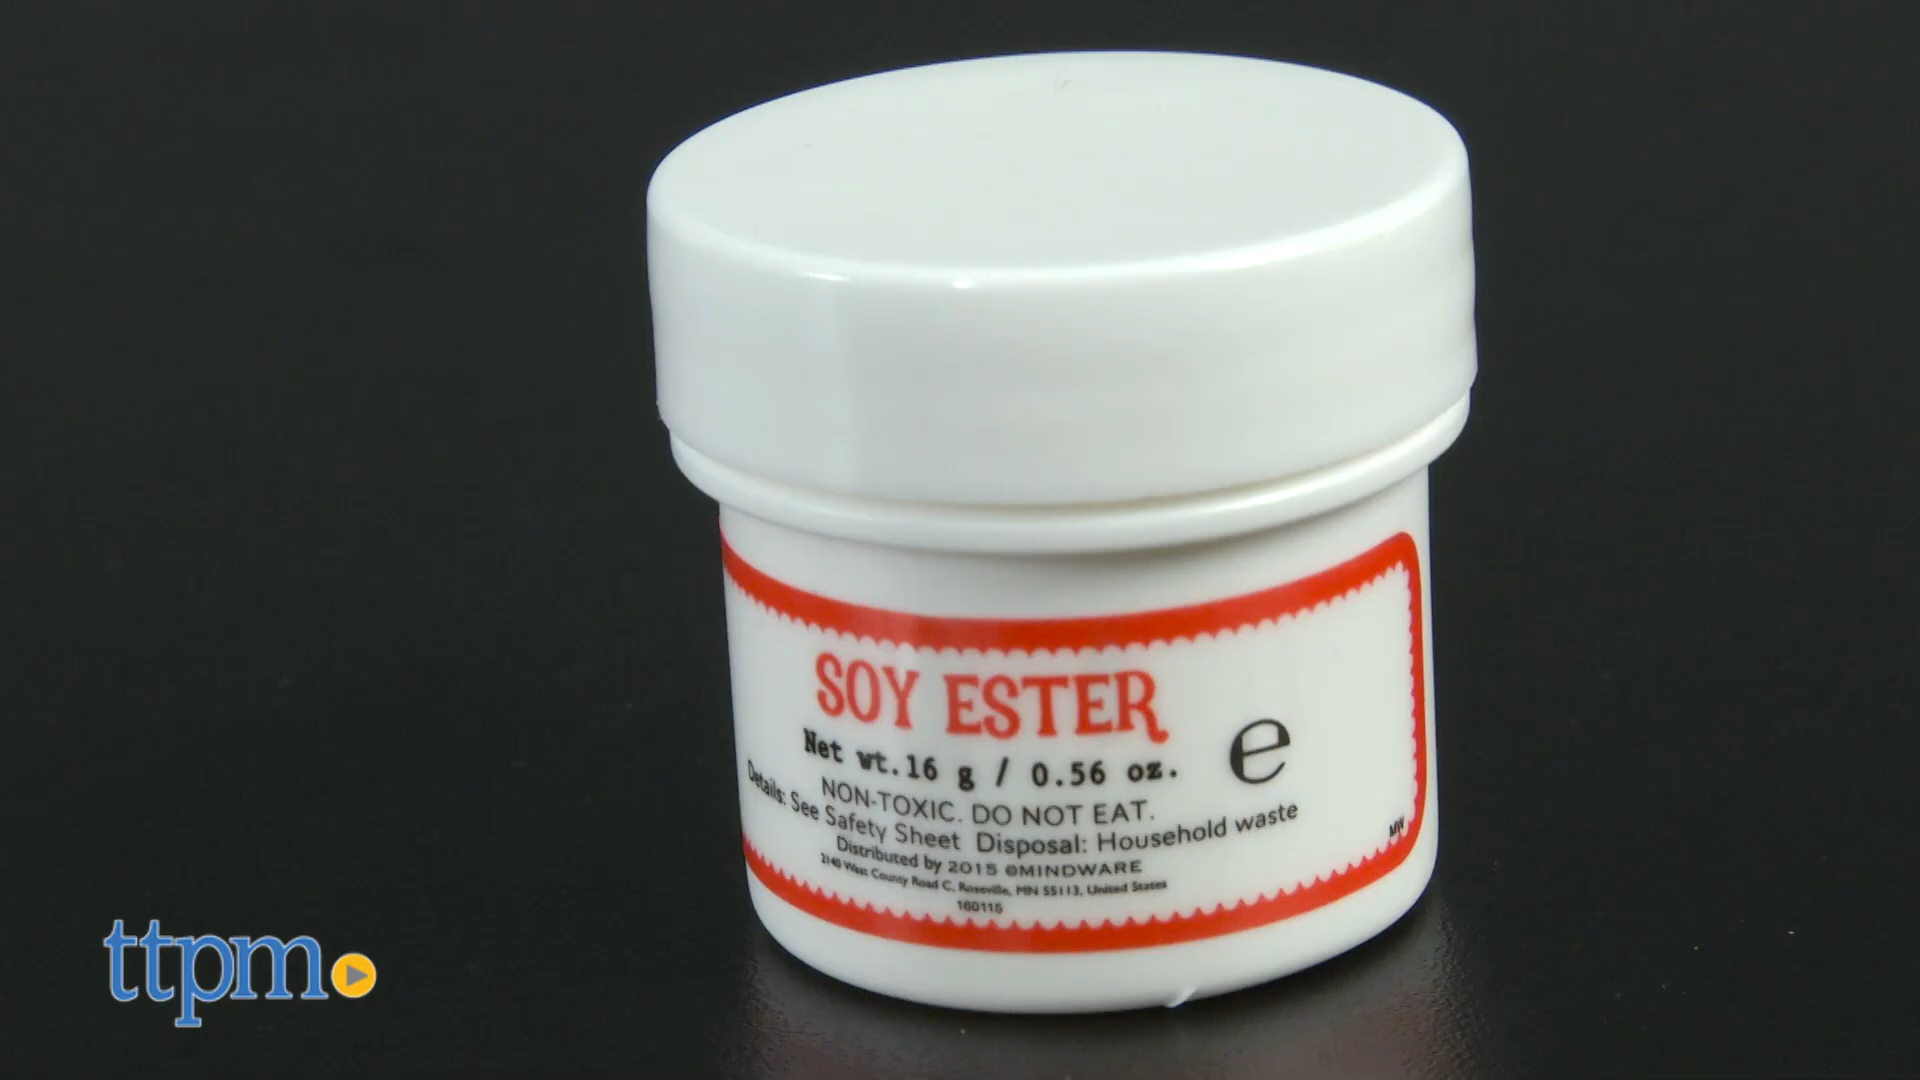 SOY ESTER
Net wt.16 g / 0.56 oz. e
NON-TOXIC. DO NOT EAT.
Details: See Safety Sheet Disposal: Household waste
Distributed by 2015 ©MINDWARE
2140 West County Road C, Roseville, MN 55113, United States
160115
MW
ttpm